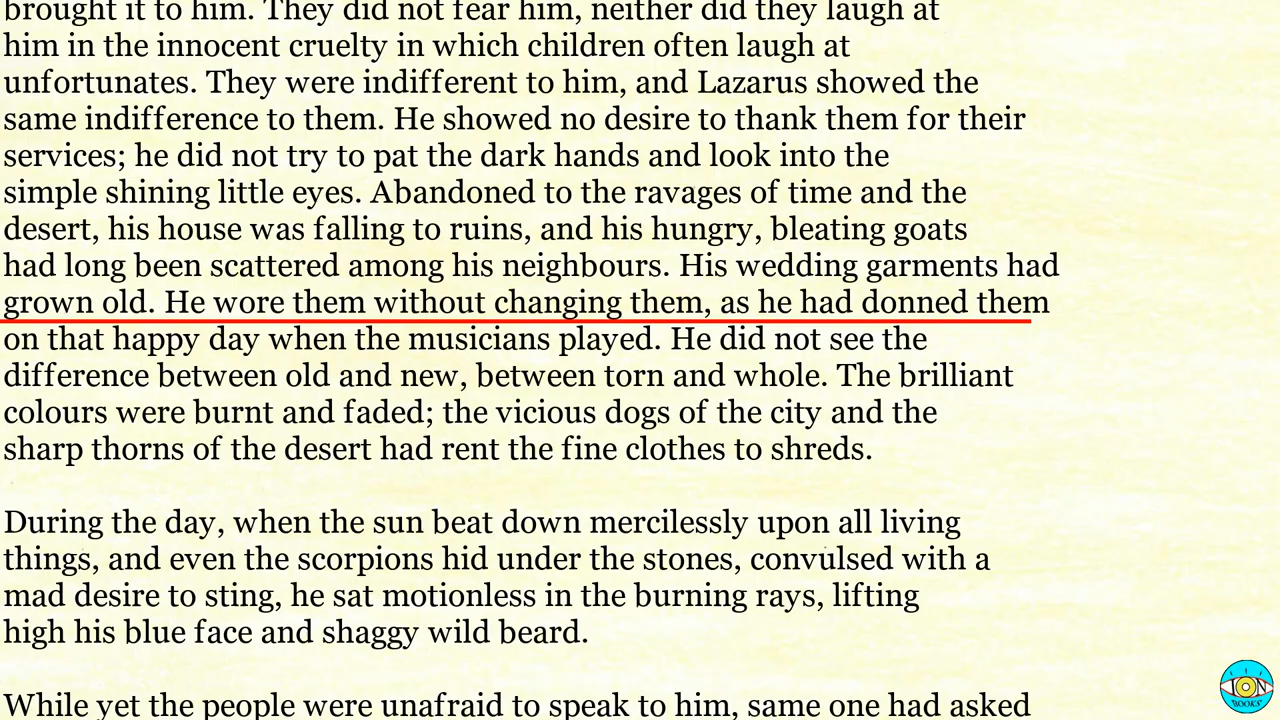 brought it to him. They did not fear him, neither did they laugh at
him in the innocent cruelty in which children often laugh at
unfortunates. They were indifferent to him, and Lazarus showed the
same indifference to them. He showed no desire to thank them for their
services; he did not try to pat the dark hands and look into the
simple shining little eyes. Abandoned to the ravages of time and the
desert, his house was falling to ruins, and his hungry, bleating goats
had long been scattered among his neighbours. His wedding garments had
grown old. He wore them without changing them, as he had donned them
on that happy day when the musicians played. He did not see the
difference between old and new, between torn and whole. The brilliant
colours were burnt and faded; the vicious dogs of the city and the
sharp thorns of the desert had rent the fine clothes to shreds.
During the day, when the sun beat down mercilessly upon all living
things, and even the scorpions hid under the stones, convulsed with a
mad desire to sting, he sat motionless in the burning rays, lifting
high his blue face and shaggy wild beard.
While yet the people were unafraid to speak to him, same one had asked
ION
BOOKS